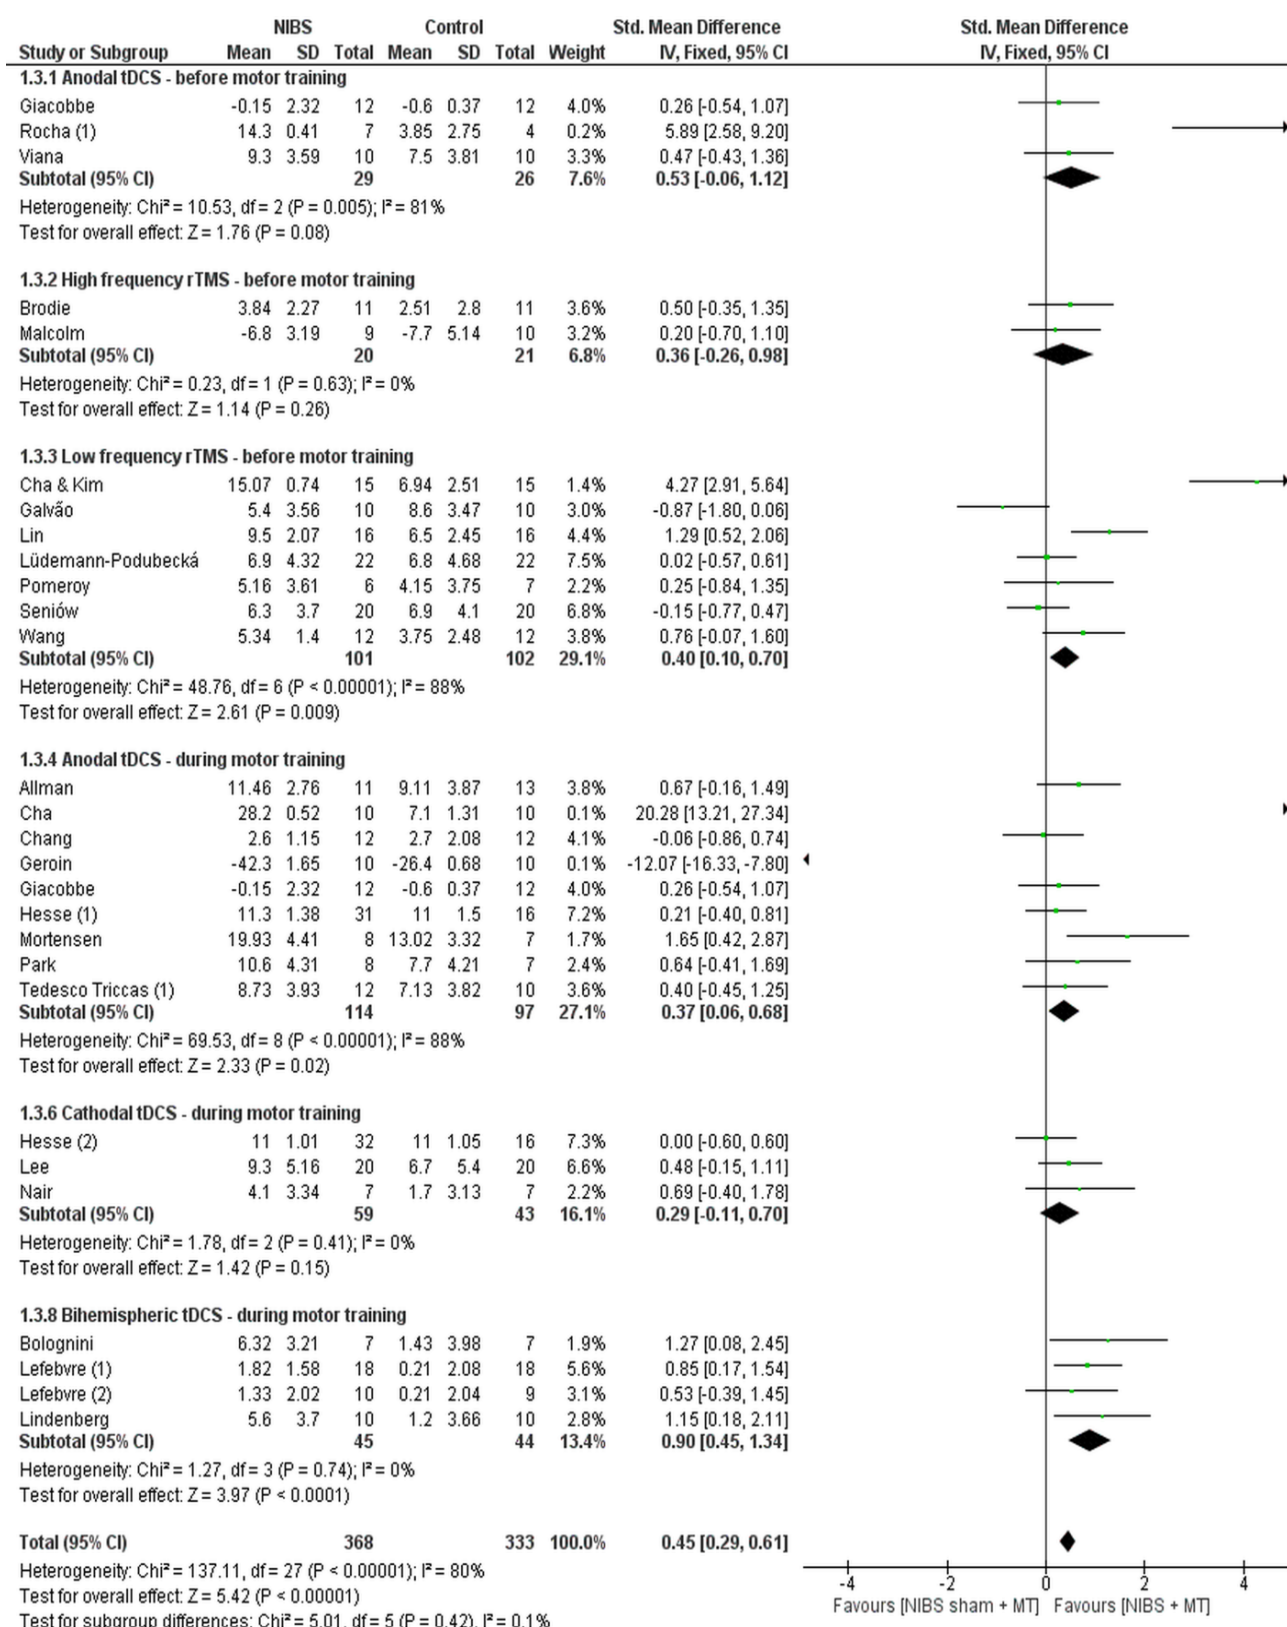 NIBS Control Std. Mean Difference Std. Mean Difference
Study or Subgroup Mean SD Total Mean SD Total Weight IV, Fixed, 95% CI IV, Fixed, 95% CI
1.3.1 Anodal tDCS - before motor training
Giacobbe -0.15 2.32 12 -0.6 0.37 12 4.0% 0.26 [-0.54, 1.07]
Rocha (1) 14.3 0.41 7 3.85 2.75 4 0.2% 5.89 [2.58, 9.20]
Viana 9.3 3.59 10 7.5 3.81 10 3.3% 0.47 [-0.43, 1.36]
Subtotal (95% CI) 29 26 7.6% 0.53 [-0.06, 1.12]
Heterogeneity: Chi² = 10.53, df = 2 (P = 0.005); I² = 81%
Test for overall effect: Z = 1.76 (P = 0.08)
1.3.2 High frequency rTMS - before motor training
Brodie 3.84 2.27 11 2.51 2.8 11 3.6% 0.50 [-0.35, 1.35]
Malcolm -6.8 3.19 9 -7.7 5.14 10 3.2% 0.20 [-0.70, 1.10]
Subtotal (95% CI) 20 21 6.8% 0.36 [-0.26, 0.98]
Heterogeneity: Chi² = 0.23, df = 1 (P = 0.63); I² = 0%
Test for overall effect: Z = 1.14 (P = 0.26)
1.3.3 Low frequency rTMS - before motor training
Cha & Kim 15.07 0.74 15 6.94 2.51 15 1.4% 4.27 [2.91, 5.64]
Galvão 5.4 3.56 10 8.6 3.47 10 3.0% -0.87 [-1.80, 0.06]
Lin 9.5 2.07 16 6.5 2.45 16 4.4% 1.29 [0.52, 2.06]
Lüdemann-Podubecká 6.9 4.32 22 6.8 4.68 22 7.5% 0.02 [-0.57, 0.61]
Pomeroy 5.16 3.61 6 4.15 3.75 7 2.2% 0.25 [-0.84, 1.35]
Seniów 6.3 3.7 20 6.9 4.1 20 6.8% -0.15 [-0.77, 0.47]
Wang 5.34 1.4 12 3.75 2.48 12 3.8% 0.76 [-0.07, 1.60]
Subtotal (95% CI) 101 102 29.1% 0.40 [0.10, 0.70]
Heterogeneity: Chi² = 48.76, df = 6 (P < 0.00001); I² = 88%
Test for overall effect: Z = 2.61 (P = 0.009)
1.3.4 Anodal tDCS - during motor training
Allman 11.46 2.76 11 9.11 3.87 13 3.8% 0.67 [-0.16, 1.49]
Cha 28.2 0.52 10 7.1 1.31 10 0.1% 20.28 [13.21, 27.34]
Chang 2.6 1.15 12 2.7 2.08 12 4.1% -0.06 [-0.86, 0.74]
Geroin -42.3 1.65 10 -26.4 0.68 10 0.1% -12.07 [-16.33, -7.80]
Giacobbe -0.15 2.32 12 -0.6 0.37 12 4.0% 0.26 [-0.54, 1.07]
Hesse (1) 11.3 1.38 31 11 1.5 16 7.2% 0.21 [-0.40, 0.81]
Mortensen 19.93 4.41 8 13.02 3.32 7 1.7% 1.65 [0.42, 2.87]
Park 10.6 4.31 8 7.7 4.21 7 2.4% 0.64 [-0.41, 1.69]
Tedesco Triccas (1) 8.73 3.93 12 7.13 3.82 10 3.6% 0.40 [-0.45, 1.25]
Subtotal (95% CI) 114 97 27.1% 0.37 [0.06, 0.68]
Heterogeneity: Chi² = 69.53, df = 8 (P < 0.00001); I² = 88%
Test for overall effect: Z = 2.33 (P = 0.02)
1.3.6 Cathodal tDCS - during motor training
Hesse (2) 11 1.01 32 11 1.05 16 7.3% 0.00 [-0.60, 0.60]
Lee 9.3 5.16 20 6.7 5.4 20 6.6% 0.48 [-0.15, 1.11]
Nair 4.1 3.34 7 1.7 3.13 7 2.2% 0.69 [-0.40, 1.78]
Subtotal (95% CI) 59 43 16.1% 0.29 [-0.11, 0.70]
Heterogeneity: Chi² = 1.78, df = 2 (P = 0.41); I² = 0%
Test for overall effect: Z = 1.42 (P = 0.15)
1.3.8 Bihemispheric tDCS - during motor training
Bolognini 6.32 3.21 7 1.43 3.98 7 1.9% 1.27 [0.08, 2.45]
Lefebvre (1) 1.82 1.58 18 0.21 2.08 18 5.6% 0.85 [0.17, 1.54]
Lefebvre (2) 1.33 2.02 10 0.21 2.04 9 3.1% 0.53 [-0.39, 1.45]
Lindenberg 5.6 3.7 10 1.2 3.66 10 2.8% 1.15 [0.18, 2.11]
Subtotal (95% CI) 45 44 13.4% 0.90 [0.45, 1.34]
Heterogeneity: Chi² = 1.27, df = 3 (P = 0.74); I² = 0%
Test for overall effect: Z = 3.97 (P < 0.0001)
Total (95% CI) 368 333 100.0% 0.45 [0.29, 0.61]
Heterogeneity: Chi² = 137.11, df = 27 (P < 0.00001); I² = 80%
Test for overall effect: Z = 5.42 (P < 0.00001)
Test for subgroup differences: Chi² = 5.01, df = 5 (P = 0.42), I² = 0.1%
-4 -2 0 2 4
Favours [NIBS sham + MT] Favours [NIBS + MT]